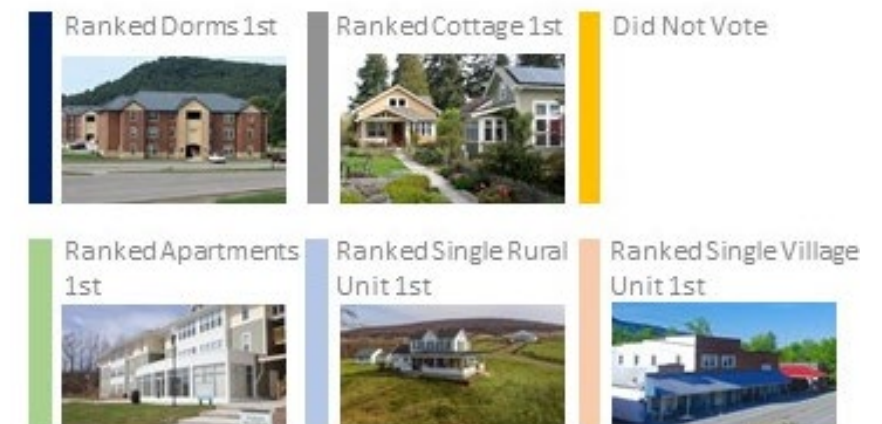 Ranked Dorms 1st
Ranked Cottage 1st
Did Not Vote
Ranked Apartments
1st
Ranked Single Rural
Unit 1st
Ranked Single Village
Unit 1st